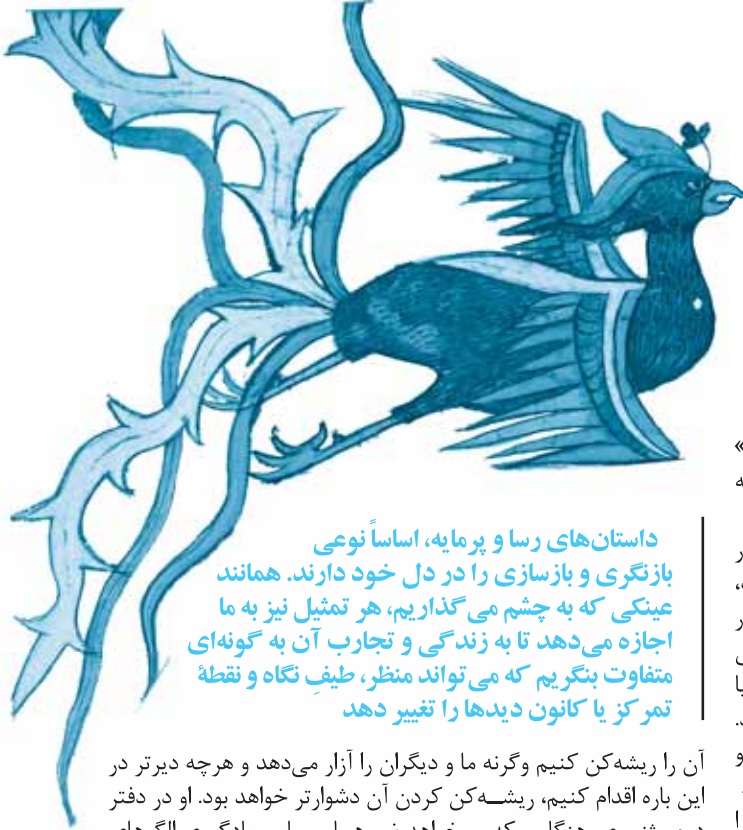 داستان‌های رسا و پرمایه، اساساً نوعی
بازنگری و بازسازی را در دل خود دارند. همانند
عینکی که به چشم می‌گذاریم، هر تمثیل نیز به ما
اجازه می‌دهد تا به زندگی و تجارب آن به گونه‌ای
متفاوت بنگریم که می‌تواند منظر، طیفِ نگاه و نقطهٔ
تمرکز یا کانون دیدها را تغییر دهد
آن را ریشه‌کن کنیم وگرنه ما و دیگران را آزار می‌دهد و هرچه دیرتر در
این باره اقدام کنیم، ریشــه‌کن کردن آن دشوارتر خواهد بود. او در دفتر